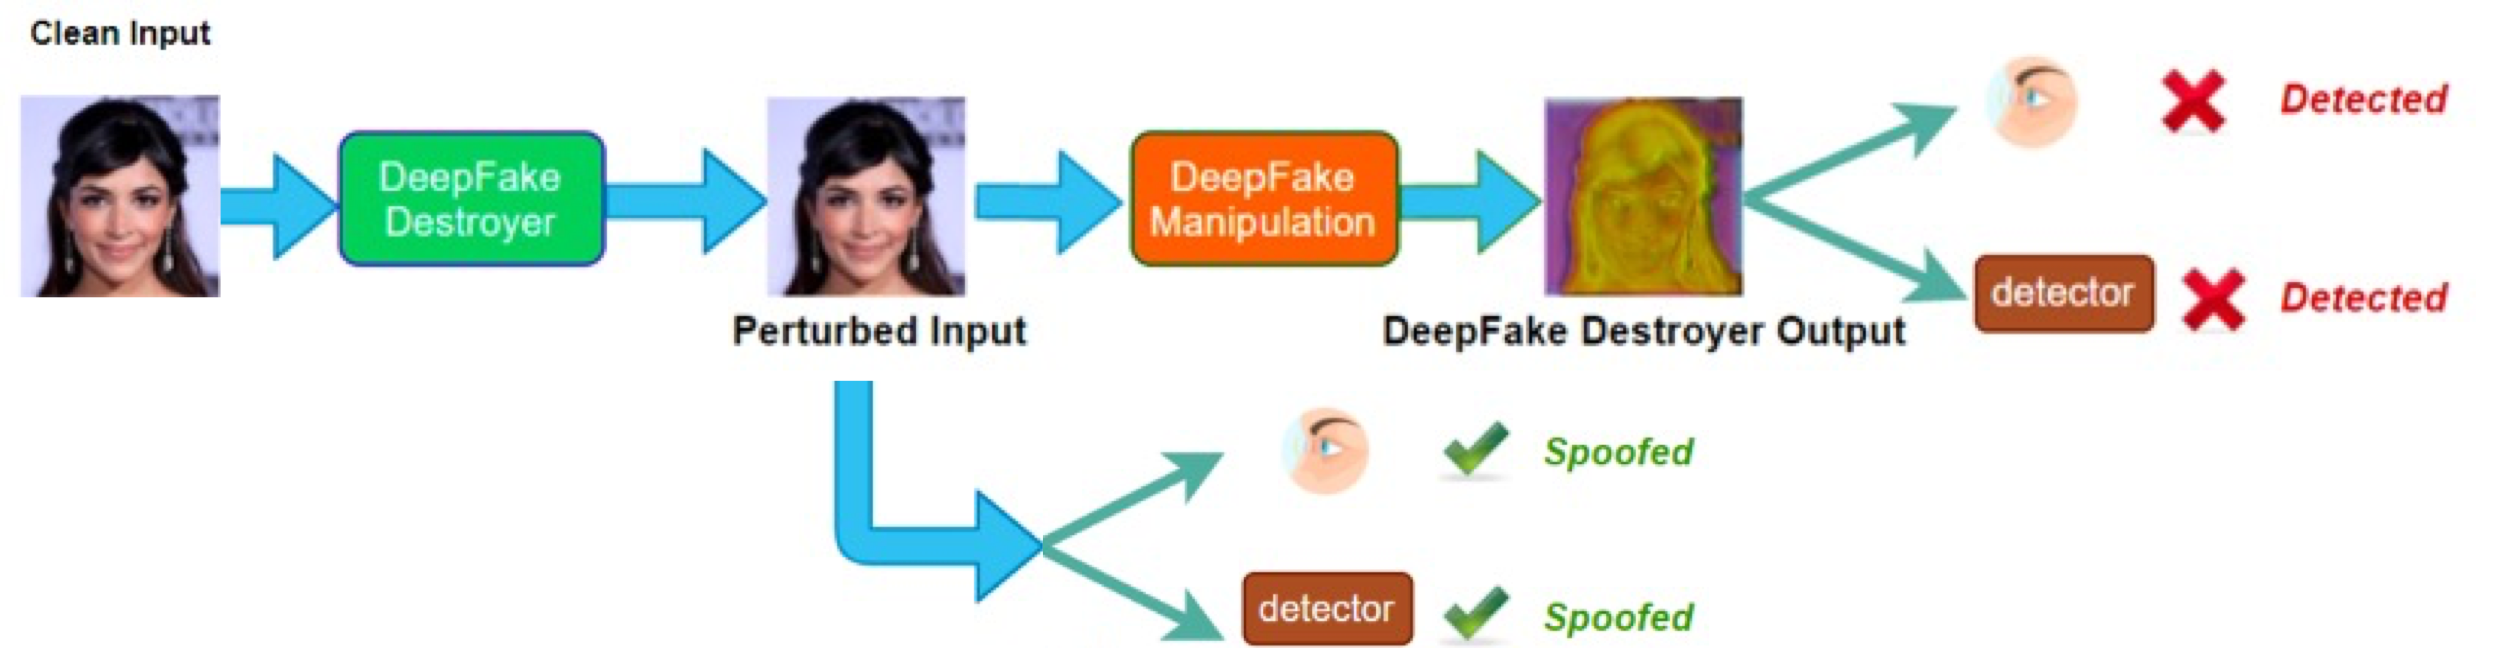 Clean Input
DeepFake
Destroyer
Perturbed Input
DeepFake
Manipulation
DeepFake Destroyer Output
Detected
detector
Detected
Spoofed
detector
Spoofed